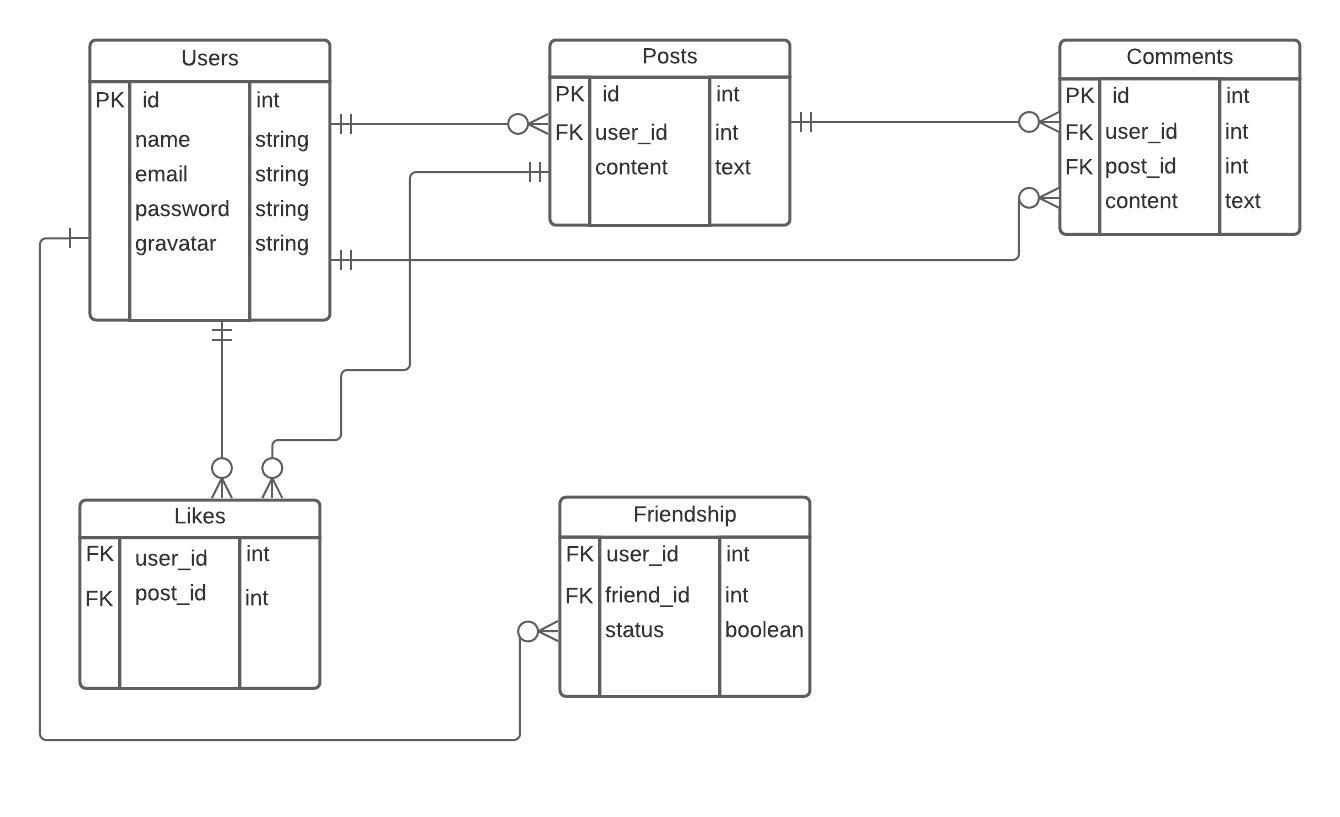 Users
PK id int
name string
email string
password string
gravatar string
Posts
PK id int
FK user_id int
content text
Comments
PK id int
FK user_id int
FK post_id int
content text
Likes
FK user_id int
FK post_id int
Friendship
FK user_id int
FK friend_id int
status boolean